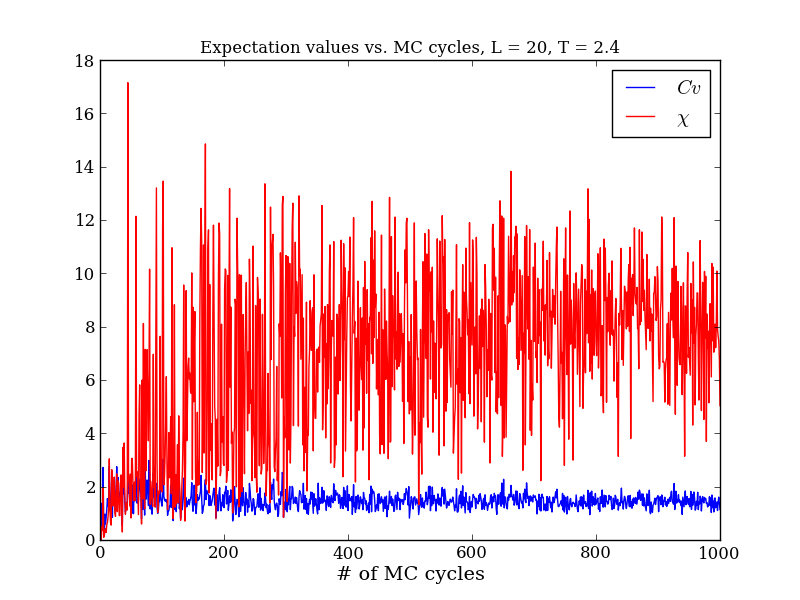 Expectation values vs. MC cycles, L = 20, T = 2.4
18
16
14
12
10
8
6
4
2
0
Cv
χ
0 200 400 600 800 1000
# of MC cycles